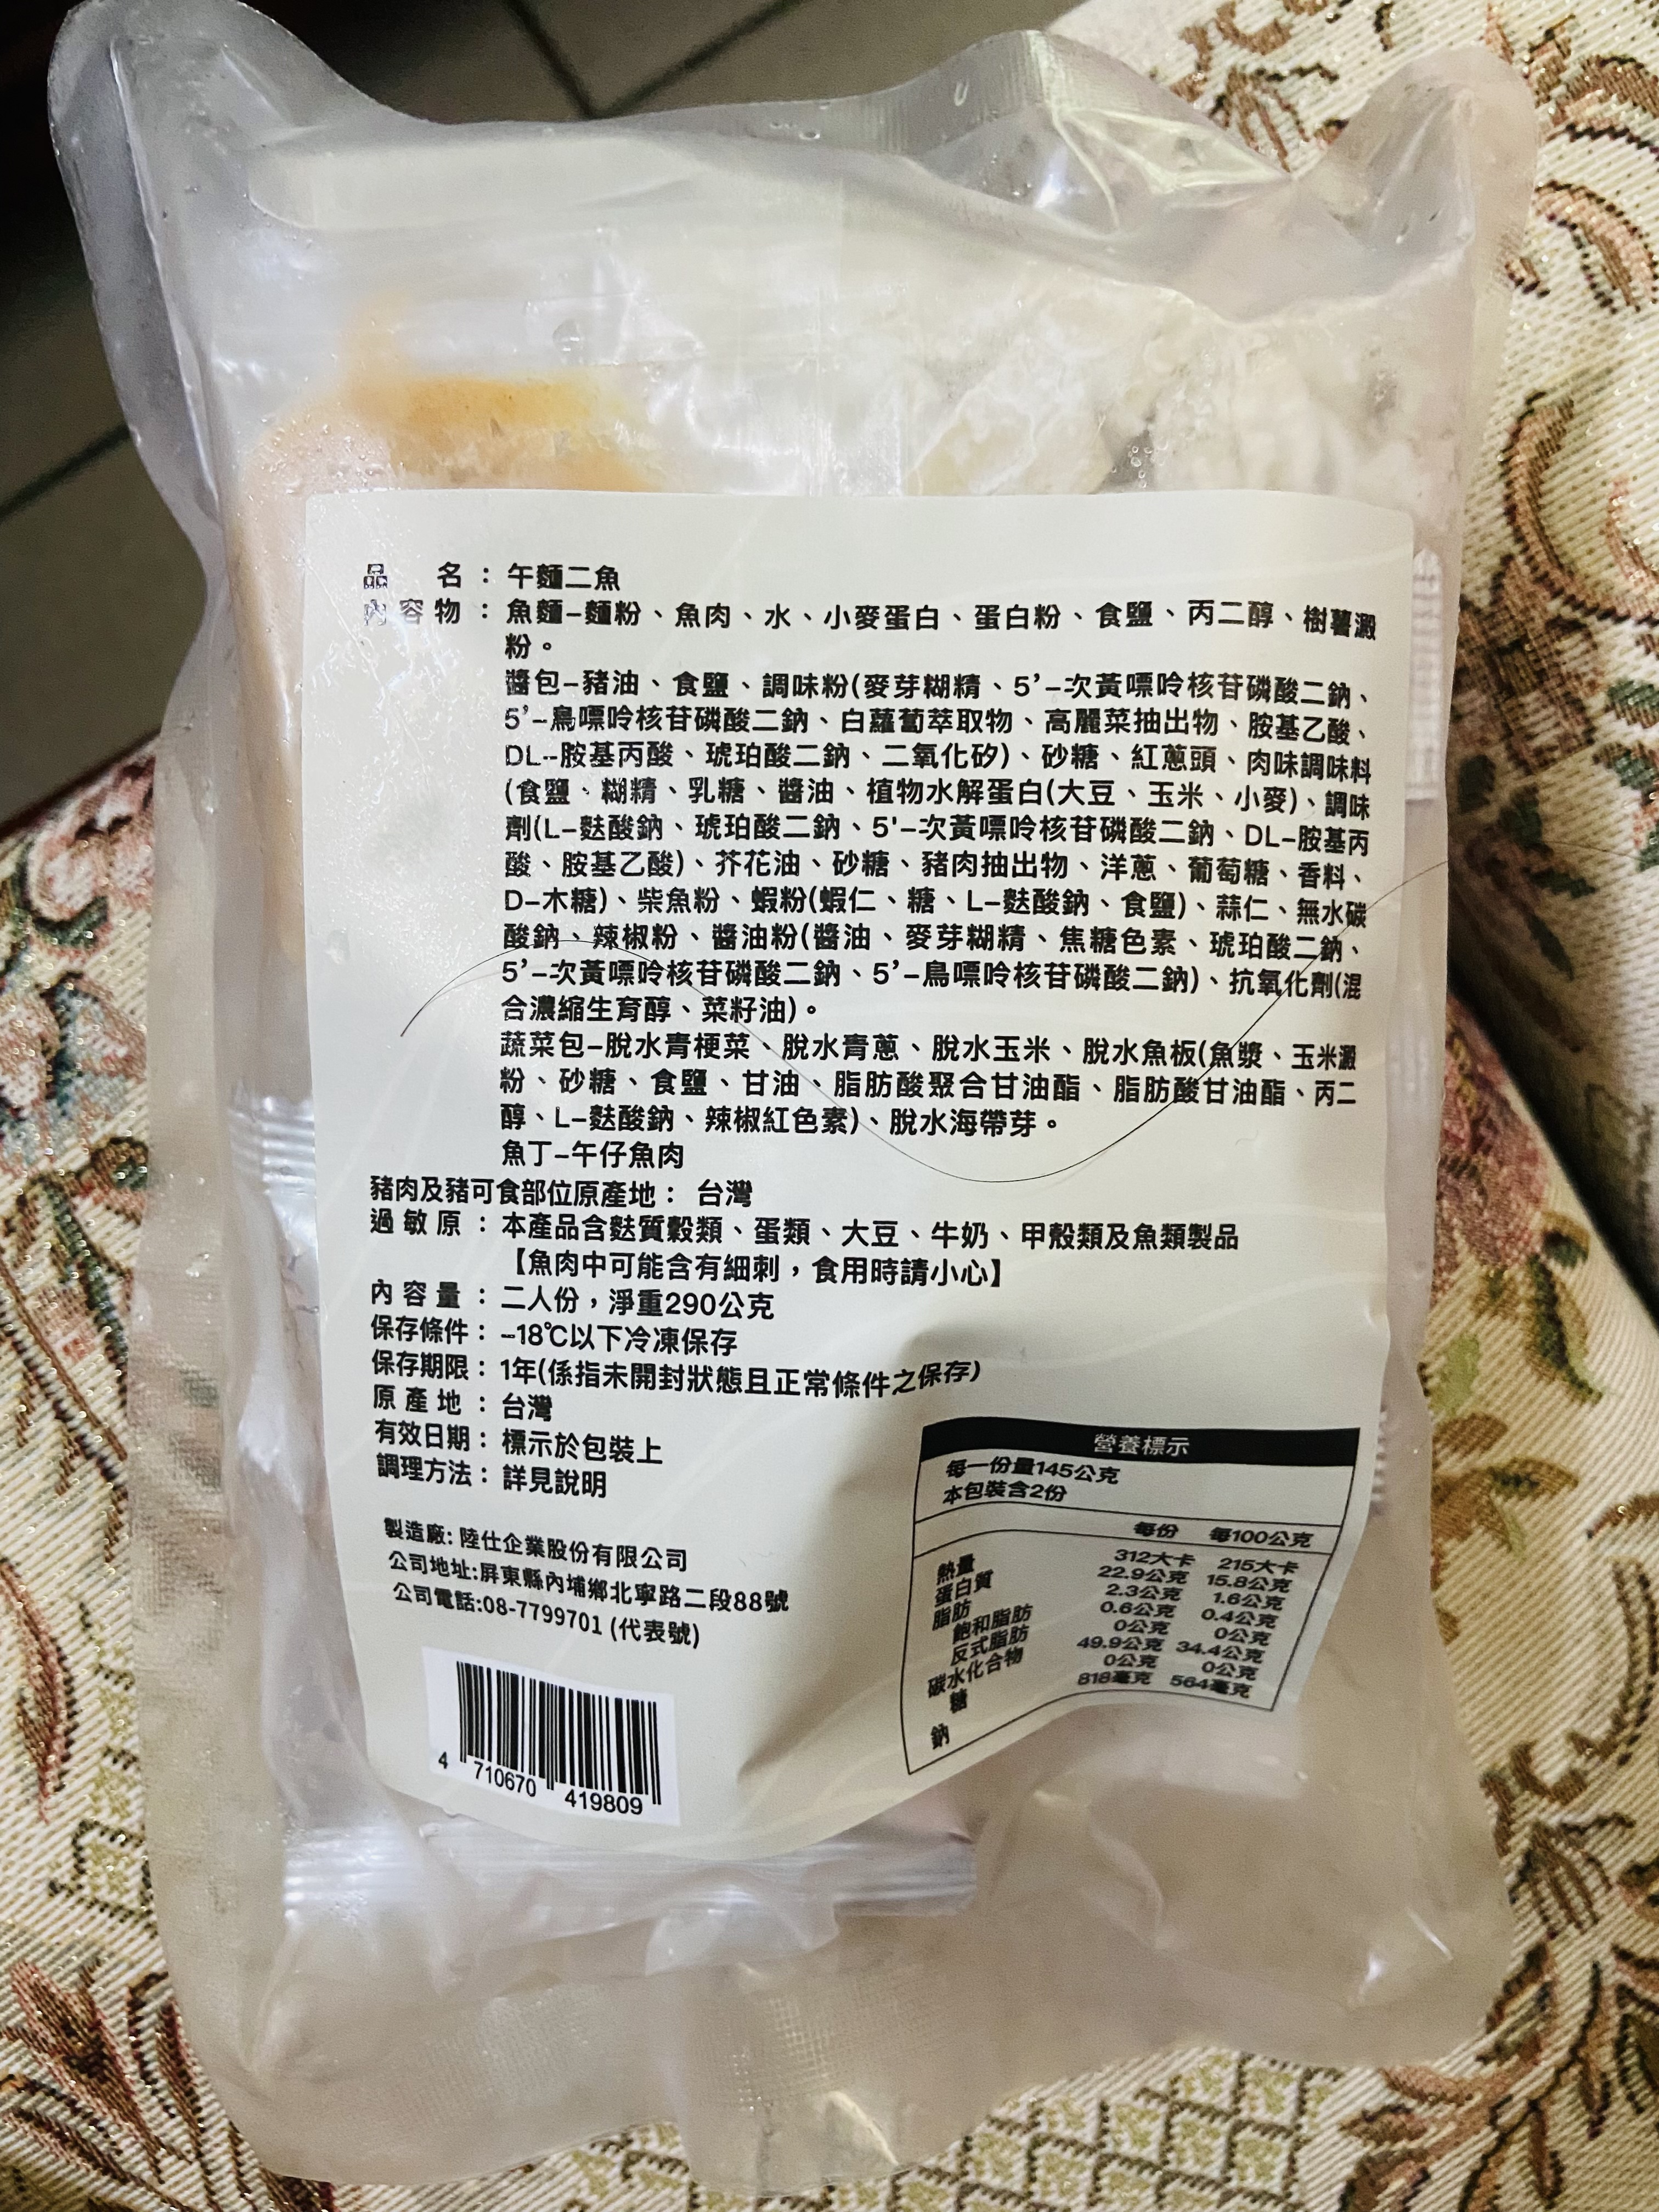 品　名：午麵二魚
內容物：魚麵–麵粉、魚肉、水、小麥蛋白、蛋白粉、食鹽、丙二醇、樹薯澱
粉。
醬包–豬油、食鹽、調味粉(麥芽糊精、5’–次黃嘌呤核苷磷酸二鈉、
5’–鳥嘌呤核苷磷酸二鈉、白蘿蔔萃取物、高麗菜抽出物、胺基乙酸、
DL–胺基丙酸、琥珀酸二鈉、二氧化矽)、砂糖、紅蔥頭、肉味調味料
(食鹽、糊精、乳糖、醬油、植物水解蛋白(大豆、玉米、小麥)、調味
劑(L–麩酸鈉、琥珀酸二鈉、5'–次黃嘌呤核苷磷酸二鈉、DL–胺基丙
酸、胺基乙酸)、芥花油、砂糖、豬肉抽出物、洋蔥、葡萄糖、香料、
D–木糖)、柴魚粉、蝦粉(蝦仁、糖、L–麩酸鈉、食鹽)、蒜仁、無水碳
酸鈉、辣椒粉、醬油粉(醬油、麥芽糊精、焦糖色素、琥珀酸二鈉、
5’–次黃嘌呤核苷磷酸二鈉、5’–鳥嘌呤核苷磷酸二鈉)、抗氧化劑(混
合濃縮生育醇、菜籽油)。
蔬菜包–脫水青梗菜、脫水青蔥、脫水玉米、脫水魚板(魚漿、玉米澱
粉、砂糖、食鹽、甘油、脂肪酸聚合甘油酯、脂肪酸甘油酯、丙二
醇、L–麩酸鈉、辣椒紅色素)、脫水海帶芽。
魚丁–午仔魚肉
豬肉及豬可食部位原產地：台灣
過敏原：本產品含麩質穀類、蛋類、大豆、牛奶、甲殼類及魚類製品
【魚肉中可能含有細刺，食用時請小心】
內容量：二人份，淨重290公克
保存條件：–18℃以下冷凍保存
保存期限：1年(係指未開封狀態且正常條件之保存)
原產地：台灣
有效日期：標示於包裝上
調理方法：詳見說明
製造廠:陸仕企業股份有限公司
公司地址:屏東縣內埔鄉北寧路二段88號
公司電話:08-7799701 (代表號)
4 710670 419809
營養標示
每一份量145公克
本包裝含2份
每份 每100公克
熱量 312大卡 215大卡
蛋白質 22.9公克 15.8公克
脂肪 2.3公克 1.6公克
飽和脂肪 0.6公克 0.4公克
反式脂肪 0公克 0公克
碳水化合物 49.9公克 34.4公克
糖 0公克 0公克
鈉 818毫克 564毫克